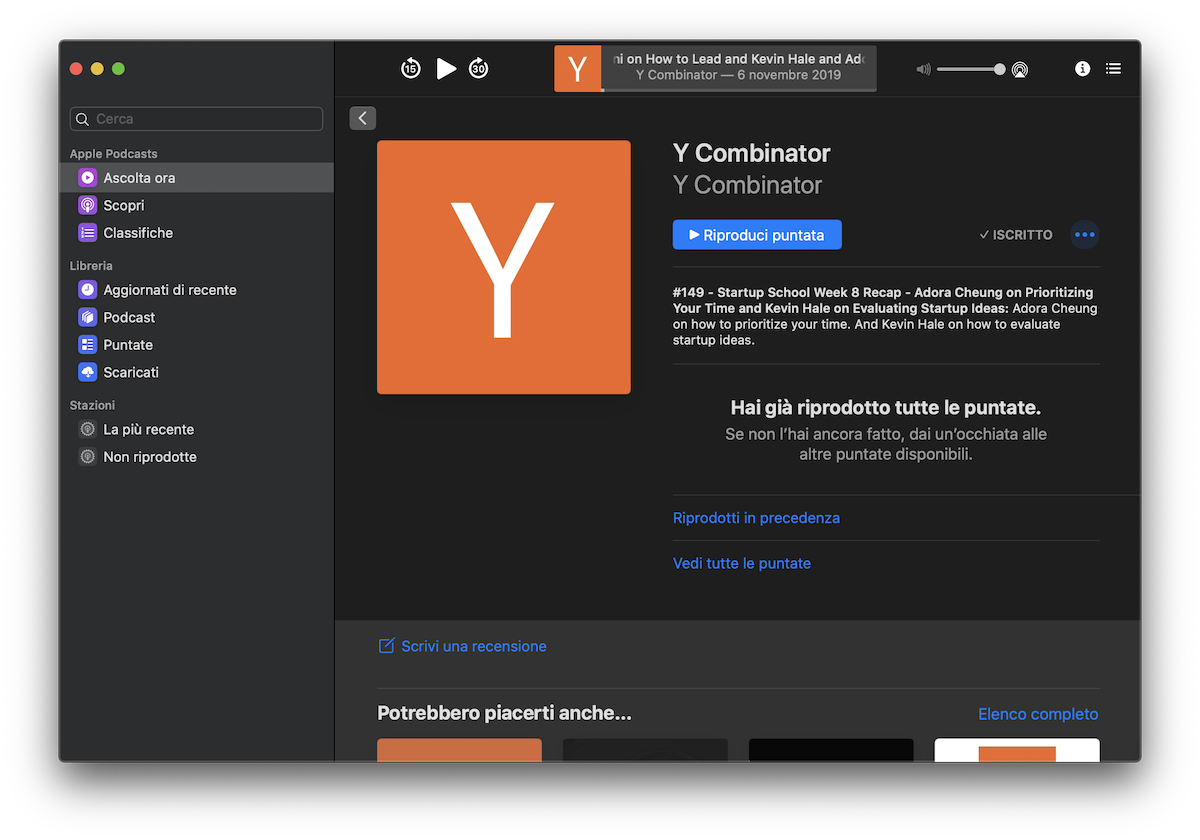 15
30
Y
ni on How to Lead and Kevin Hale and Ado
Y Combinator — 6 novembre 2019
Cerca
Apple Podcasts
Ascolta ora
Scopri
Classifiche
Libreria
Aggiornati di recente
Podcast
Puntate
Scaricati
Stazioni
La più recente
Non riprodotte
Y
Y Combinator
Y Combinator
Riproduci puntata
✓ ISCRITTO
#149 - Startup School Week 8 Recap - Adora Cheung on Prioritizing
Your Time and Kevin Hale on Evaluating Startup Ideas: Adora Cheung
on how to prioritize your time. And Kevin Hale on how to evaluate
startup ideas.
Hai già riprodotto tutte le puntate.
Se non l’hai ancora fatto, dai un’occhiata alle
altre puntate disponibili.
Riprodotti in precedenza
Vedi tutte le puntate
Scrivi una recensione
Potrebbero piacerti anche...
Elenco completo